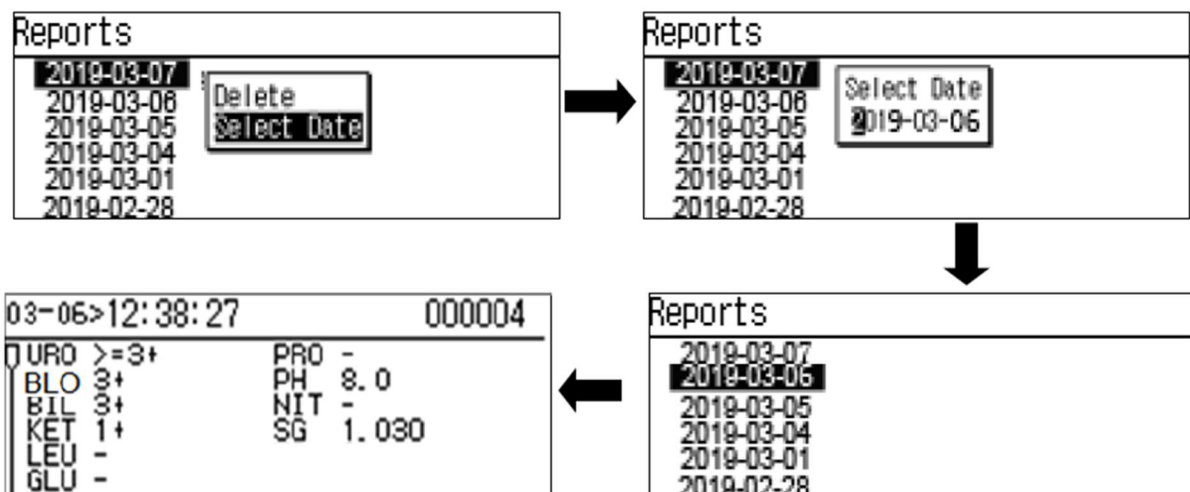 Reports
2019-03-07
2019-03-06
2019-03-05
2019-03-04
2019-03-01
2019-02-28
Delete
Select Date
Reports
2019-03-07
2019-03-06
2019-03-05
2019-03-04
2019-03-01
2019-02-28
Select Date
2019-03-06
03-06>12:38:27 000004
URO >=3+ PRO -
BLO 3+ PH 8.0
BIL 3+ NIT -
KET 1+ SG 1.030
LEU -
GLU -
Reports
2019-03-07
2019-03-06
2019-03-05
2019-03-04
2019-03-01
2019-02-28